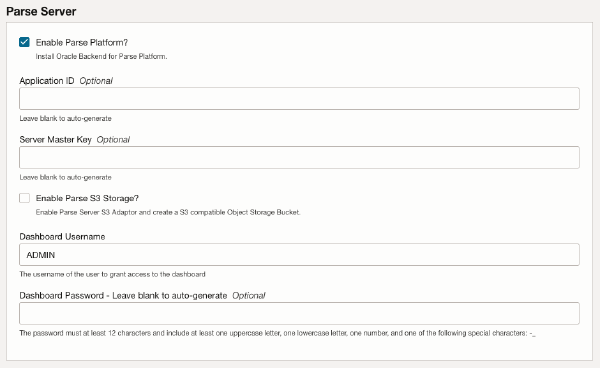 Parse Server
Enable Parse Platform?
Install Oracle Backend for Parse Platform.
Application ID Optional
Leave blank to auto-generate
Server Master Key Optional
Leave blank to auto-generate
Enable Parse S3 Storage?
Enable Parse Server S3 Adaptor and create a S3 compatible Object Storage Bucket.
Dashboard Username
ADMIN
The username of the user to grant access to the dashboard
Dashboard Password - Leave blank to auto-generate Optional
The password must at least 12 characters and include at least one uppercase letter, one lowercase letter, one number, and one of the following special characters: -_